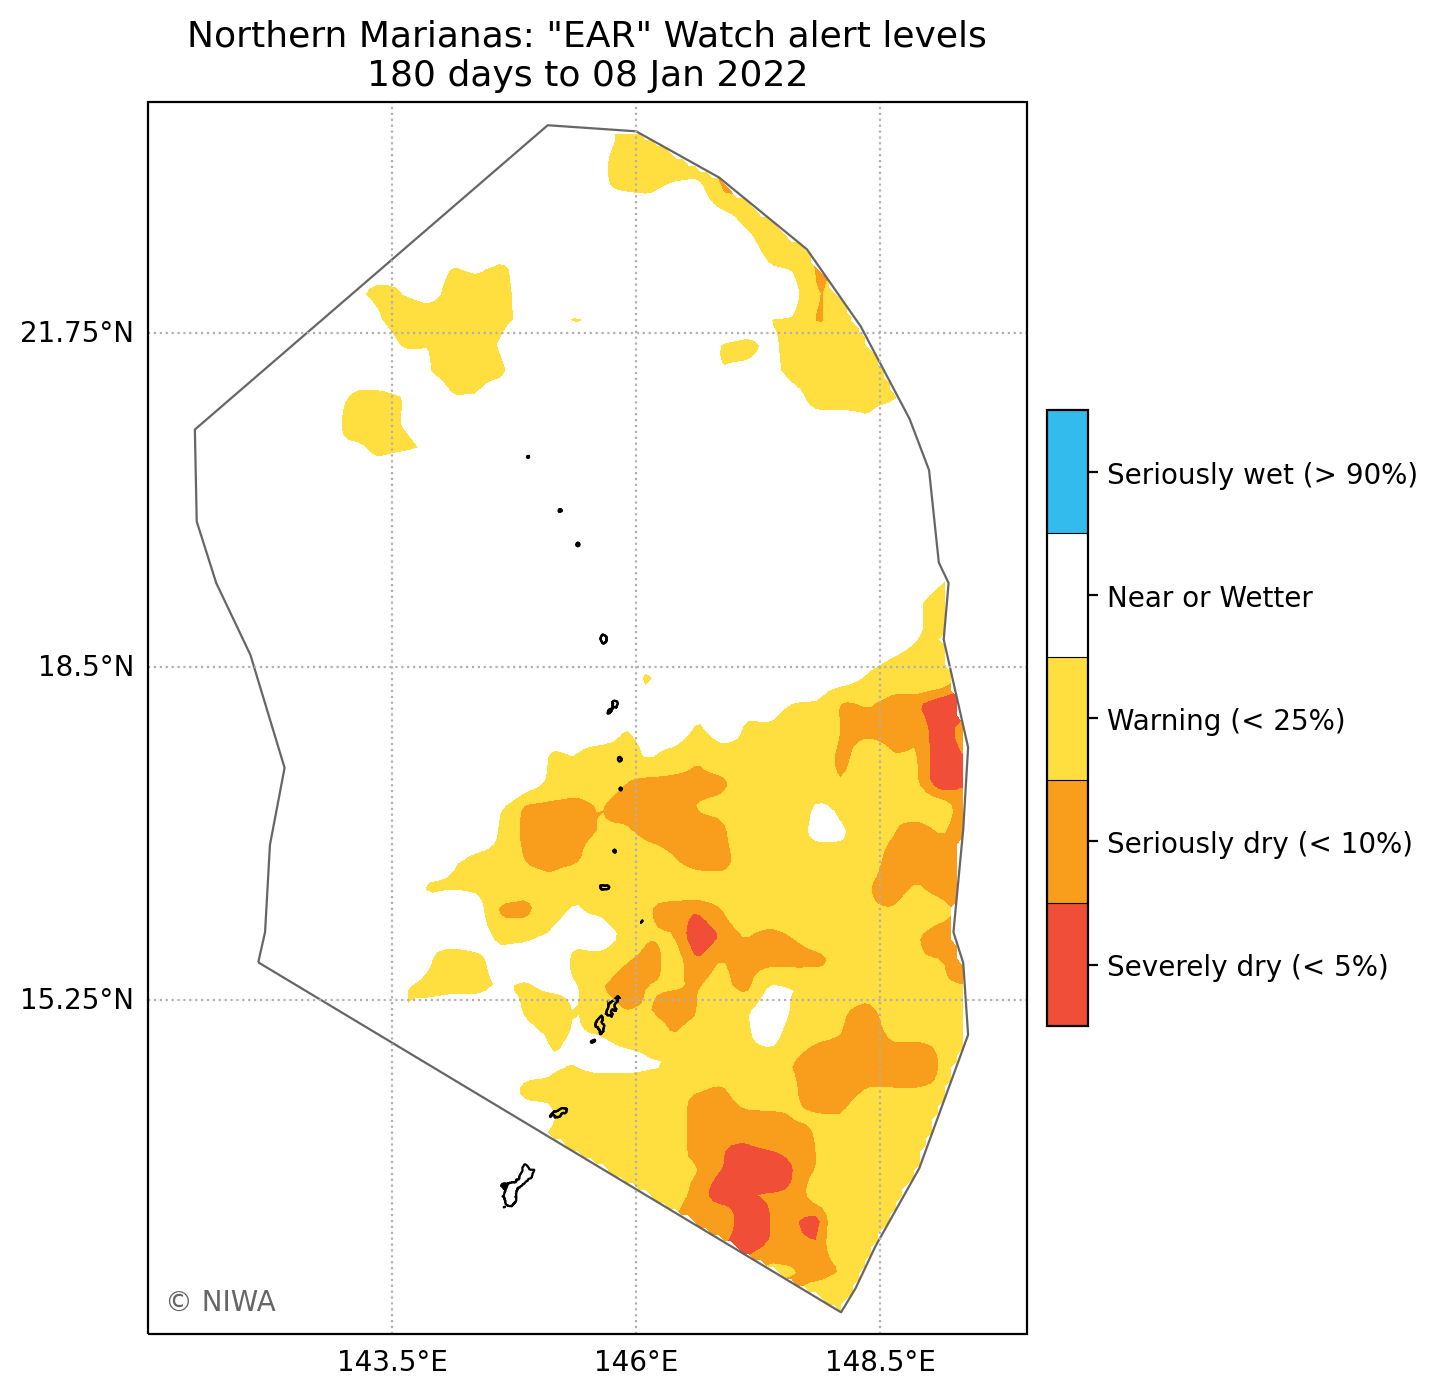 Northern Marianas: "EAR" Watch alert levels
180 days to 08 Jan 2022
21.75°N
18.5°N
15.25°N
143.5°E
146°E
148.5°E
© NIWA
Seriously wet (> 90%)
Near or Wetter
Warning (< 25%)
Seriously dry (< 10%)
Severely dry (< 5%)